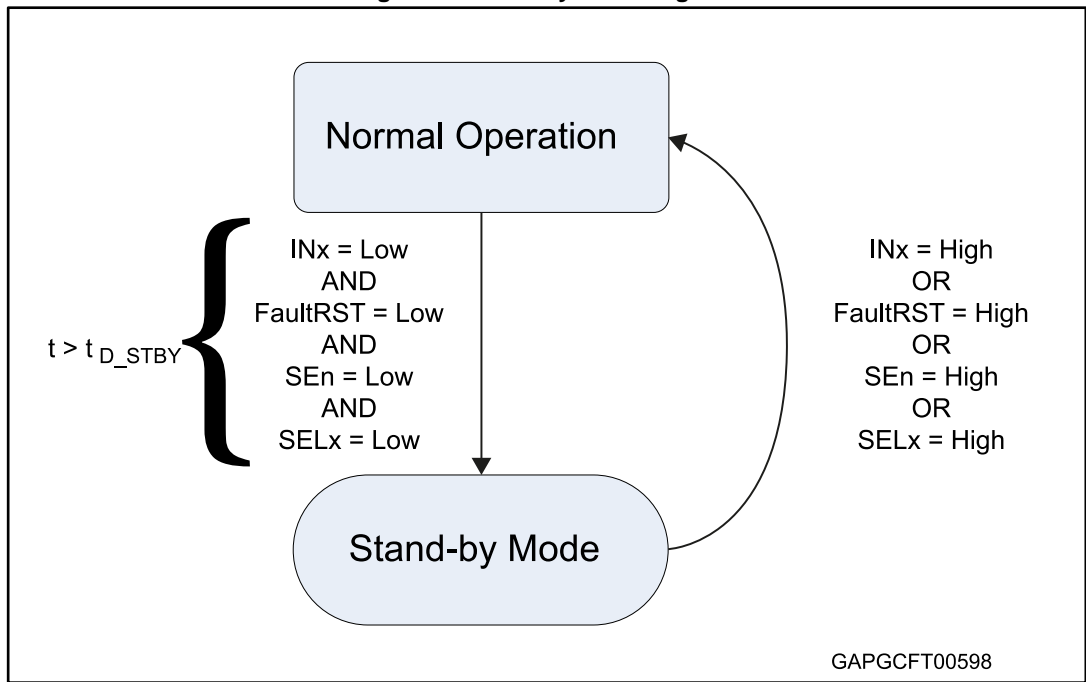 Normal Operation
t > t D_STBY
INx = Low
AND
FaultRST = Low
AND
SEn = Low
AND
SELx = Low
INx = High
OR
FaultRST = High
OR
SEn = High
OR
SELx = High
Stand-by Mode
GAPGCFT00598